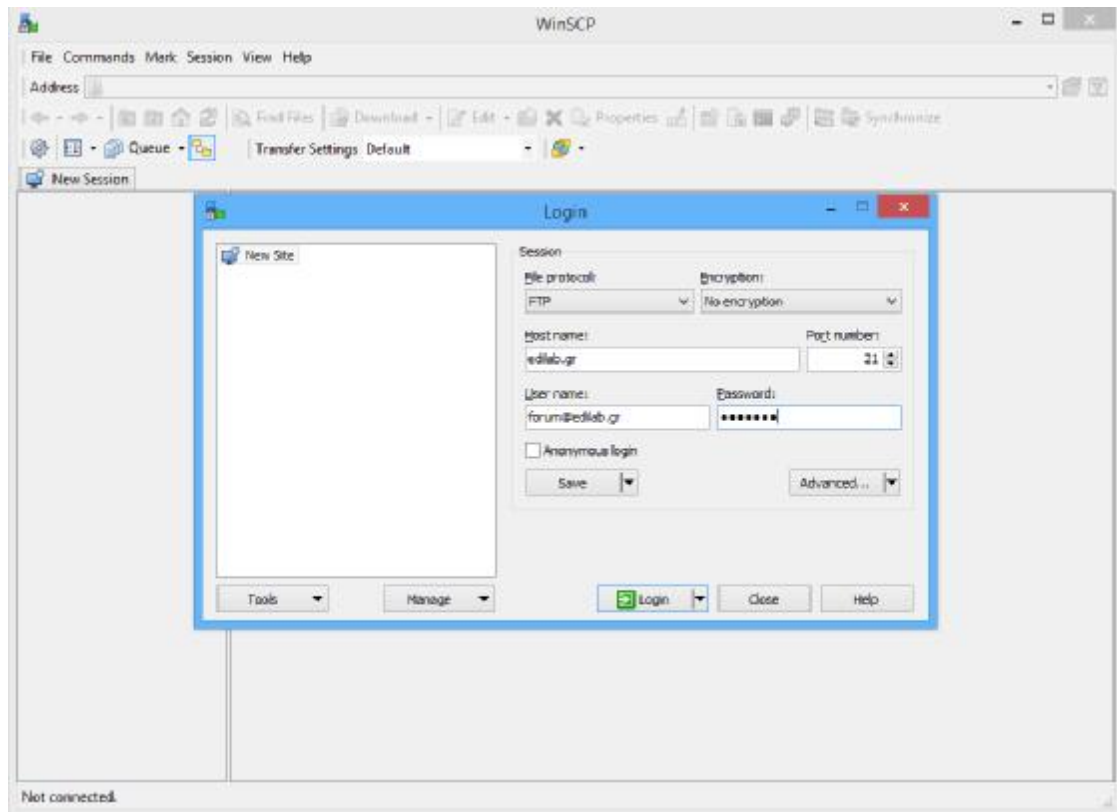 WinSCP
File Commands Mark Session View Help
Address
Find Files Download Edit Properties Synchronize
Queue Transfer Settings Default
New Session
Login
New Site
Session
File protocol: Encryption:
FTP No encryption
Host name: Port number:
edilab.gr 21
User name: Password:
forum@edilab.gr •••••••
Anonymous login
Save Advanced...
Tools Manage Login Close Help
Not connected.